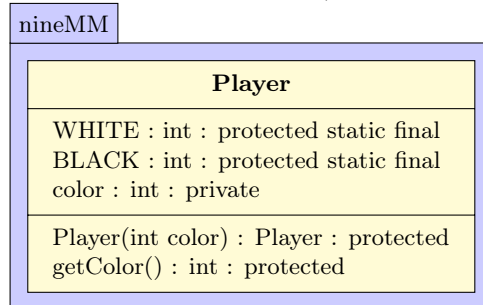 nineMM
Player
WHITE : int : protected static final
BLACK : int : protected static final
color : int : private
Player(int color) : Player : protected
getColor() : int : protected